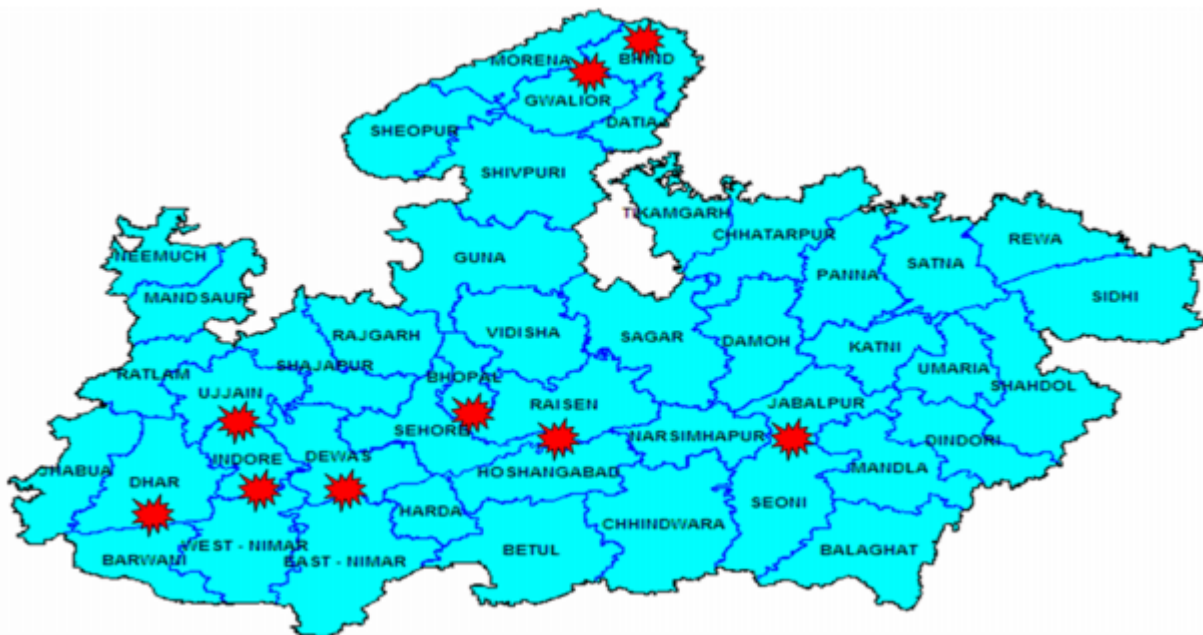 MORENA
BHIND
GWALIOR
DATIA
SHEOPUR
SHIVPURI
TIKAMGARH
CHHATARPUR
REWA
NEEMUCH
GUNA
PANNA
SATNA
SIDHI
MANDSAUR
RAJGARH
VIDISHA
SAGAR
DAMOH
KATNI
RATLAM
SHAJAPUR
BHOPAL
UMARIA
SHAHDOL
UJJAIN
RAISEN
JABALPUR
SEHORE
NARSIMHAPUR
DINDORI
JHABUA
INDORE
DEWAS
HOSHANGABAD
MANDLA
DHAR
HARDA
CHHINDWARA
SEONI
WEST - NIMAR
BARWANI
EAST - NIMAR
BETUL
BALAGHAT